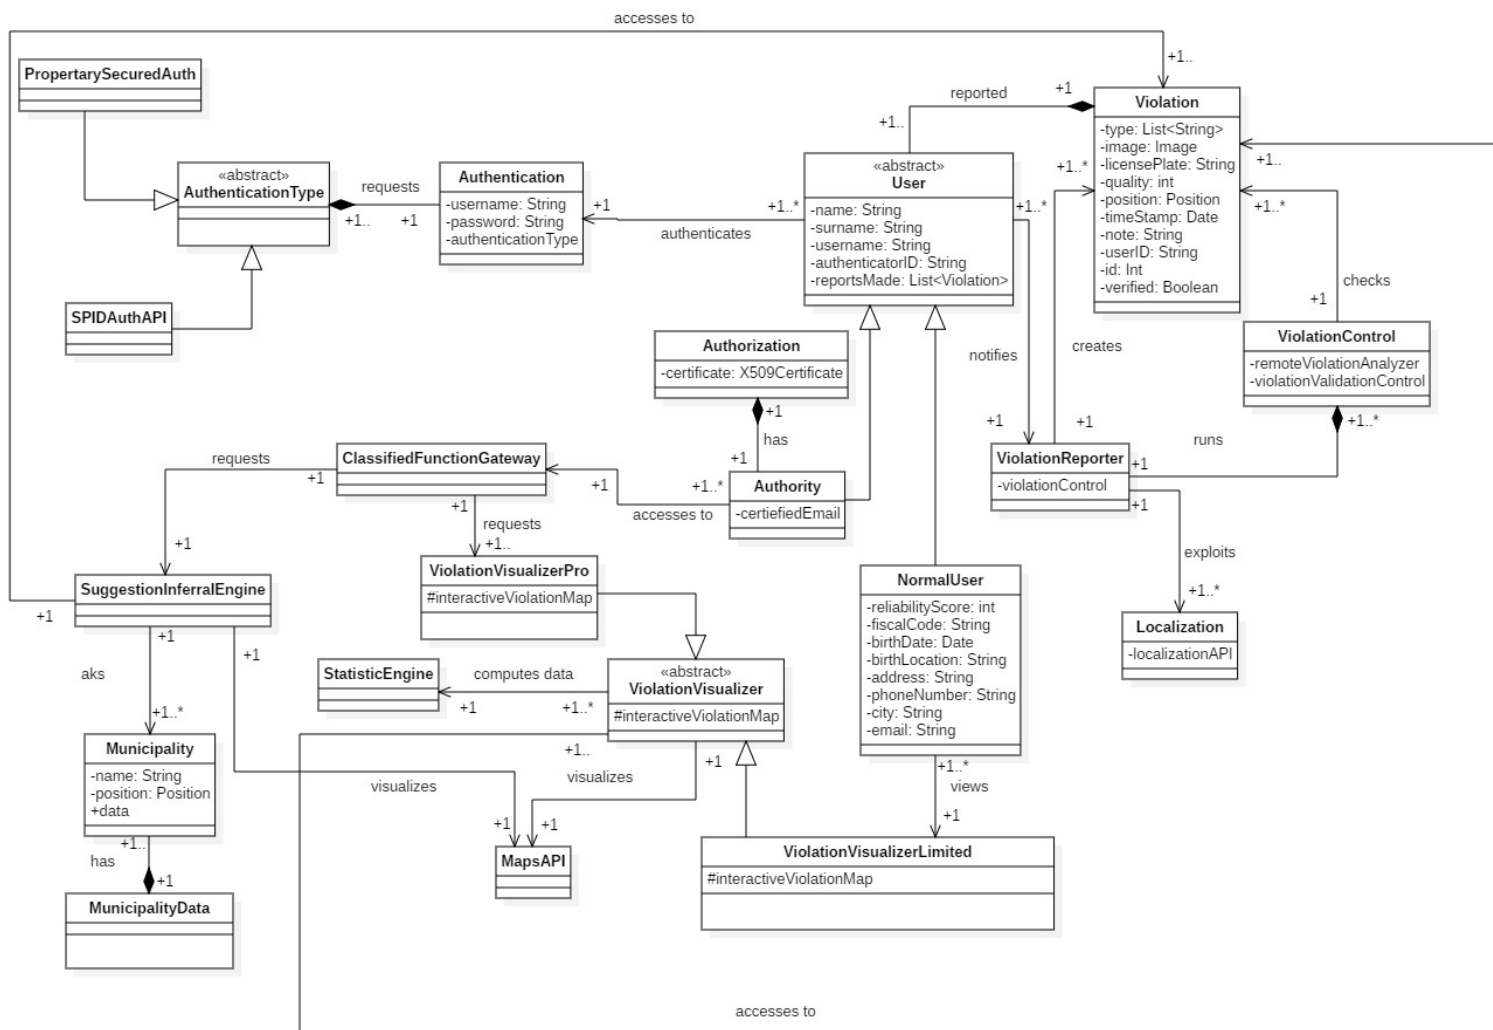 accesses to
PropertarySecuredAuth
+1..
reported
+1
Violation
-type: List<String>
-image: Image
-licensePlate: String
-quality: int
-position: Position
-timeStamp: Date
-note: String
-userID: String
-id: Int
-verified: Boolean
+1..
+1..*
+1..
+1..*
«abstract»
AuthenticationType
requests
+1..
+1
Authentication
-username: String
-password: String
-authenticationType
+1
authenticates
+1..*
«abstract»
User
-name: String
-surname: String
-username: String
-authenticatorID: String
-reportsMade: List<Violation>
+1..*
SPIDAuthAPI
Authorization
-certificate: X509Certificate
+1
has
+1
notifies
creates
+1
checks
ViolationControl
-remoteViolationAnalyzer
-violationValidationControl
+1..*
+1
+1
runs
ViolationReporter
-violationControl
+1
+1
requests
+1
ClassifiedFunctionGateway
+1
+1..*
accesses to
Authority
-certiefiedEmail
+1
requests
+1..
+1
exploits
+1..*
ViolationVisualizerPro
#interactiveViolationMap
SuggestionInferralEngine
+1
+1
+1
NormalUser
-reliabilityScore: int
-fiscalCode: String
-birthDate: Date
-birthLocation: String
-address: String
-phoneNumber: String
-city: String
-email: String
Localization
-localizationAPI
aks
+1..*
StatisticEngine
computes data
+1
+1..*
«abstract»
ViolationVisualizer
#interactiveViolationMap
Municipality
-name: String
-position: Position
+data
+1..
visualizes
+1..
visualizes
+1
+1..*
views
+1
+1
+1
has
+1
MapsAPI
ViolationVisualizerLimited
#interactiveViolationMap
MunicipalityData
accesses to